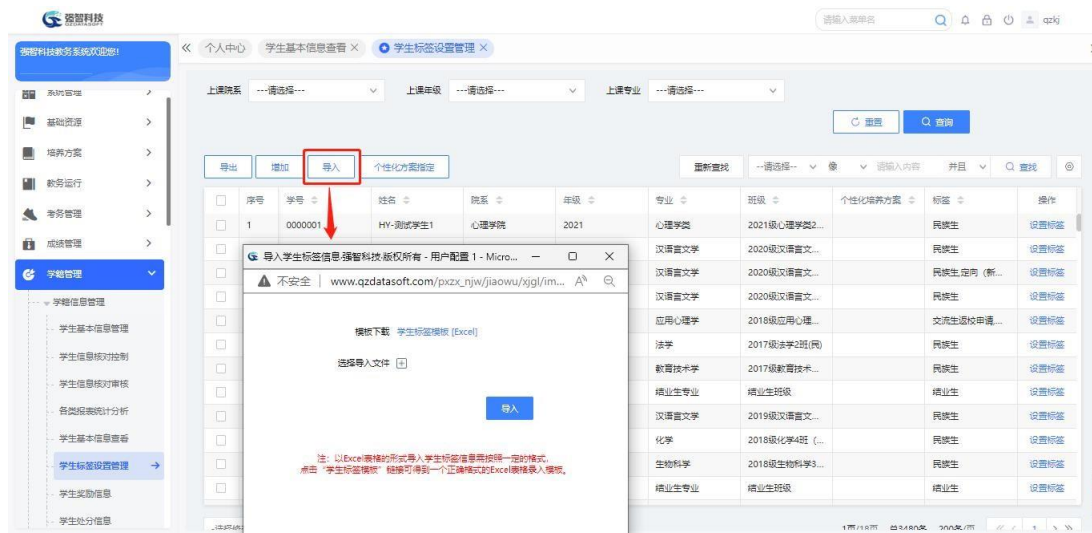 强智科技
QZDATASOFT
请输入菜单名
qzkj
强智科技教务系统欢迎您!
个人中心 学生基本信息查看 × 学生标签设置管理 ×
系统管理
基础资源
培养方案
教务运行
考务管理
成绩管理
学籍管理
学籍信息管理
学生基本信息管理
学生信息核对控制
学生信息核对审核
各类报表统计分析
学生基本信息查看
学生标签设置管理
学生奖励信息
学生处分信息
上课院系 ---请选择--- 上课年级 ---请选择--- 上课专业 ---请选择---
重置 查询
导出 增加 导入 个性化方案指定 重新查找 --请选择-- 像 请输入内容 并且 查找
序号 学号 姓名 院系 年级 专业 班级 个性化培养方案 标签 操作
1 0000001 HY-测试学生1 心理学院 2021 心理学类 2021级心理学类2... 民族生 设置标签
汉语言文学 2020级汉语言文... 民族生 设置标签
汉语言文学 2020级汉语言文... 民族生,定向（新... 设置标签
汉语言文学 2020级汉语言文... 民族生 设置标签
应用心理学 2018级应用心理... 交流生返校申请,... 设置标签
法学 2017级法学2班(民) 民族生 设置标签
教育技术学 2017级教育技术... 民族生 设置标签
结业生专业 结业生班级 结业生 设置标签
汉语言文学 2019级汉语言文... 民族生 设置标签
化学 2018级化学4班（... 民族生 设置标签
生物科学 2018级生物科学3... 民族生 设置标签
结业生专业 结业生班级 结业生 设置标签
导入学生标签信息-强智科技-版权所有 - 用户配置 1 - Micro...
不安全 | www.qzdatasoft.com/pxzx_njw/jiaowu/xjgl/im...
模板下载 学生标签模板 [Excel]
选择导入文件
导入
注：以Excel表格的形式导入学生标签信息需按照一定的格式,
点击“学生标签模板”链接可得到一个正确格式的Excel表格录入模板。
1页/18页 总3480条 200条/页 1